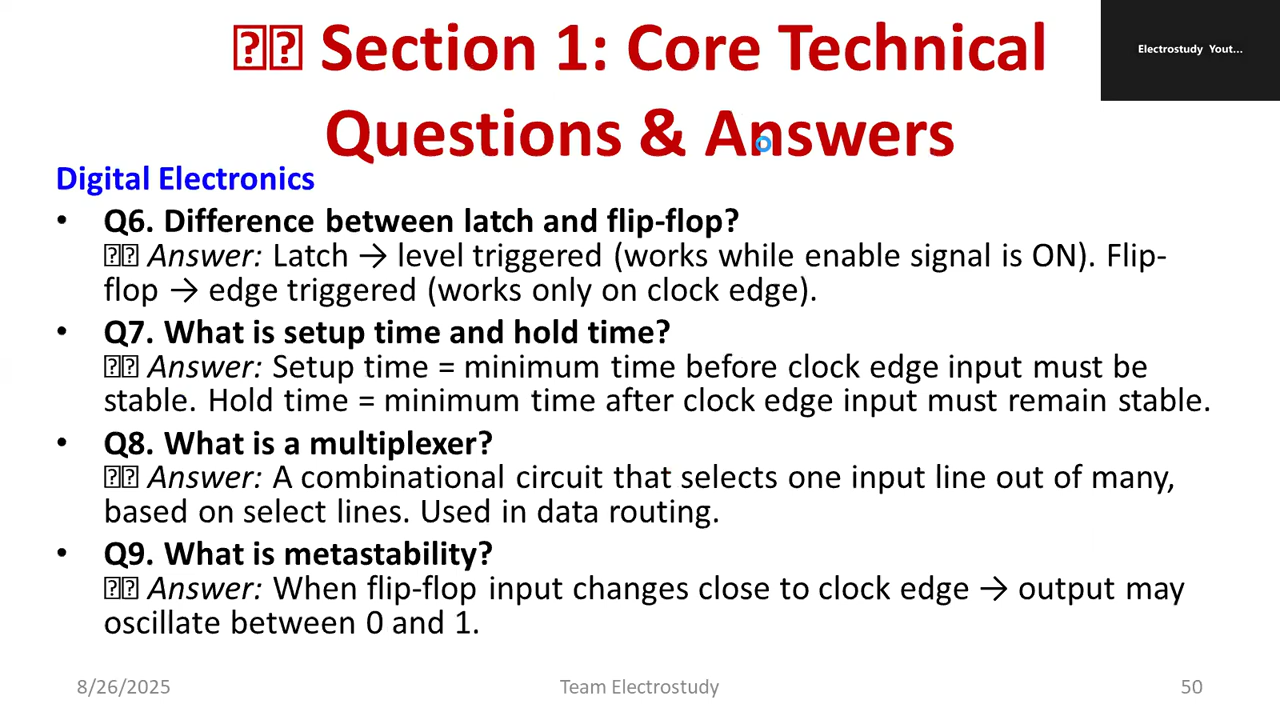 Section 1: Core Technical
Questions & Answers
Electrostudy Yout...
Digital Electronics
• Q6. Difference between latch and flip-flop?
Answer: Latch → level triggered (works while enable signal is ON). Flip-
flop → edge triggered (works only on clock edge).
• Q7. What is setup time and hold time?
Answer: Setup time = minimum time before clock edge input must be
stable. Hold time = minimum time after clock edge input must remain stable.
• Q8. What is a multiplexer?
Answer: A combinational circuit that selects one input line out of many,
based on select lines. Used in data routing.
• Q9. What is metastability?
Answer: When flip-flop input changes close to clock edge → output may
oscillate between 0 and 1.
8/26/2025
Team Electrostudy
50